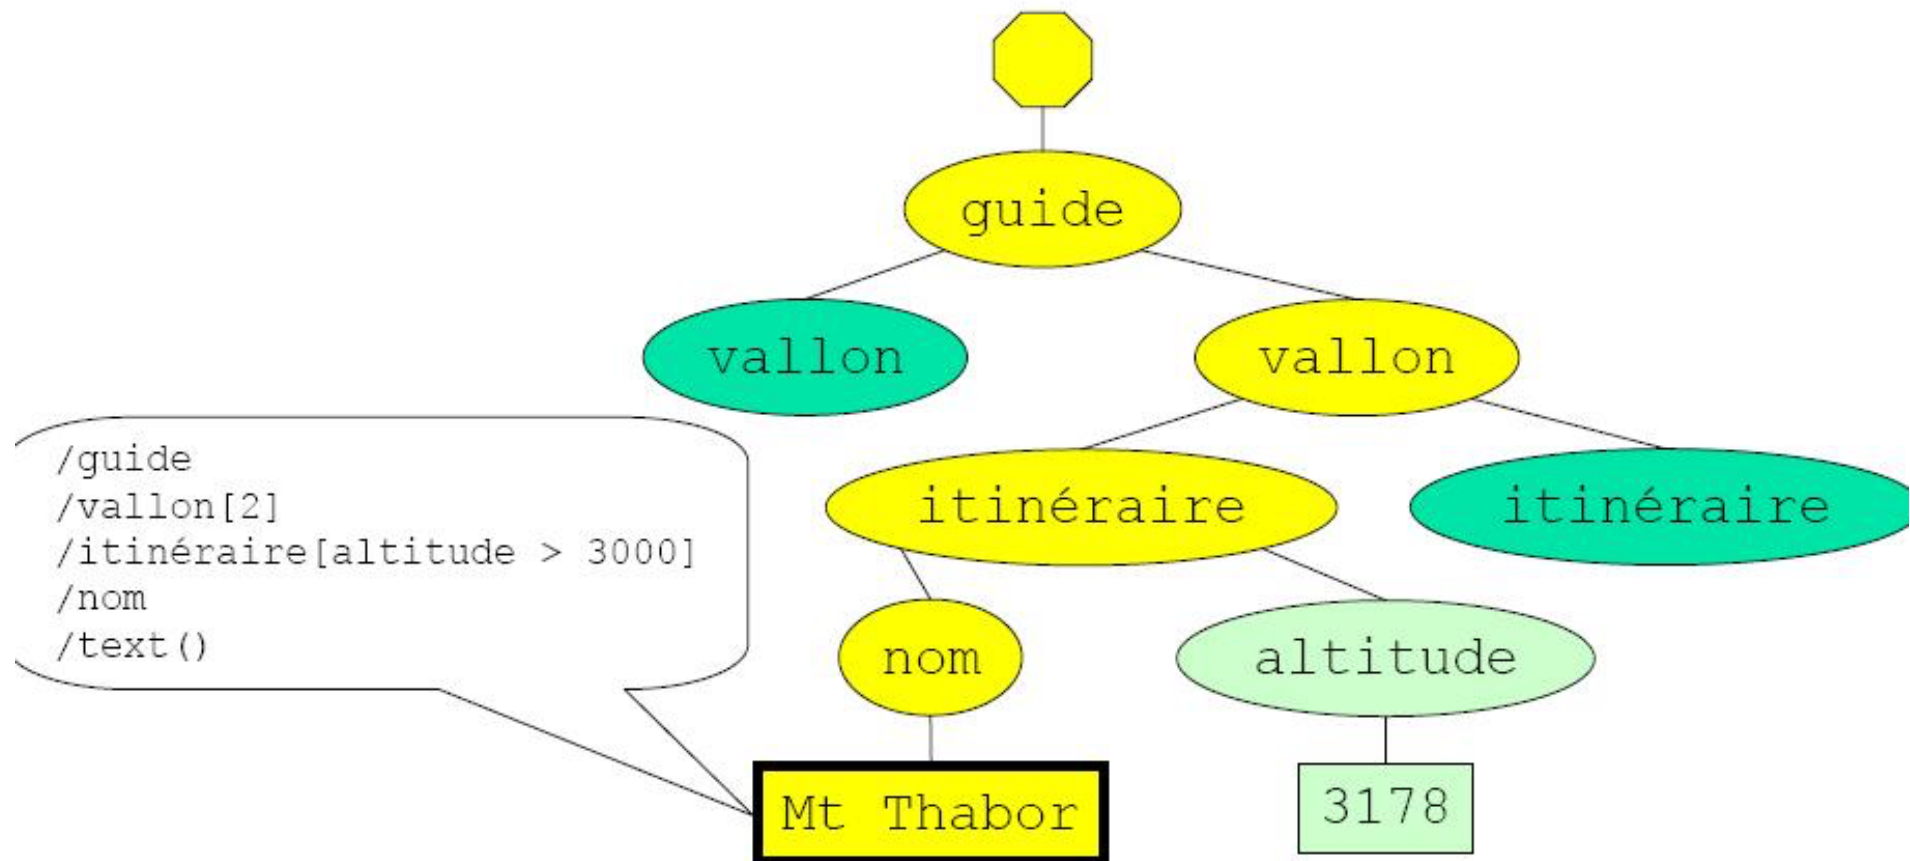 guide
vallon
vallon
/guide
/vallon[2]
/itinéraire[altitude > 3000]
/nom
/text()
itinéraire
itinéraire
nom
altitude
Mt Thabor
3178